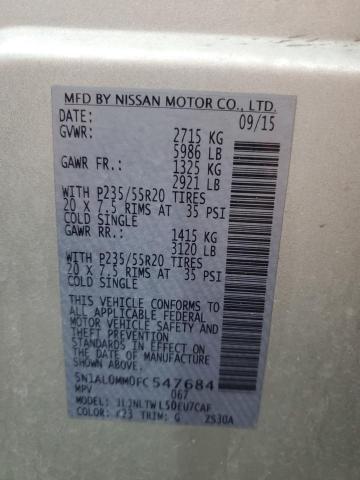 MFD BY NISSAN MOTOR CO., LTD.
DATE: 09/15
GVWR: 2715 KG
5986 LB
GAWR FR.: 1325 KG
2921 LB
WITH P235/55R20 TIRES
20 X 7.5 RIMS AT 35 PSI
COLD SINGLE
GAWR RR.: 1415 KG
3120 LB
WITH P235/55R20 TIRES
20 X 7.5 RIMS AT 35 PSI
COLD SINGLE
THIS VEHICLE CONFORMS TO
ALL APPLICABLE FEDERAL
MOTOR VEHICLE SAFETY
STANDARDS IN EFFECT ON
THE DATE OF MANUFACTURE
SHOWN ABOVE.
5N1AL0MM0FC547684
MPV 067
MODEL:
COLOR: K23 TRIM: G ZS30A